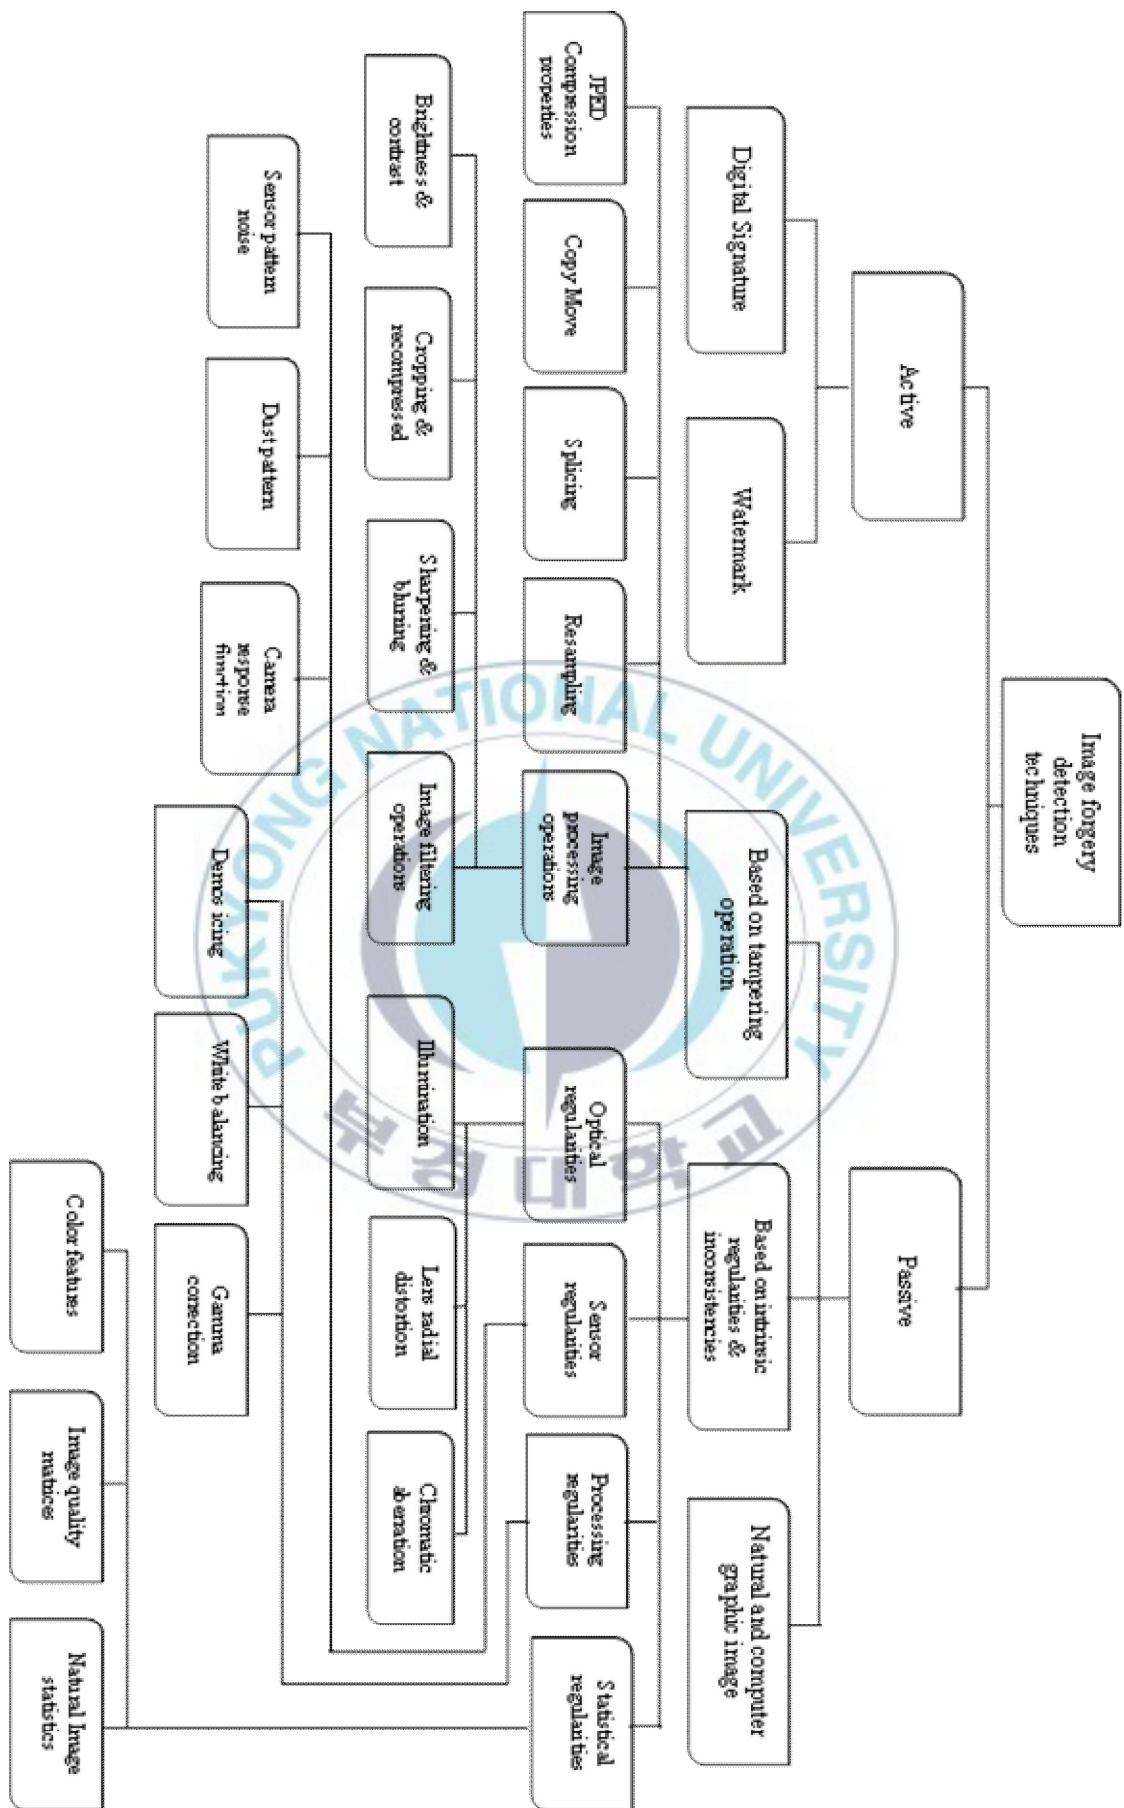 Image forgery
detection
techniques
Active
Passive
Digital Signature
Watermark
Based on tampering
operation
Based on intrinsic
regularities &
inconsistencies
Natural and computer
graphic image
JPED
Compression
properties
Copy Move
Splicing
Resampling
Image
processing
operations
Optical
regularities
Sensor
regularities
Processing
regularities
Statistical
regularities
Brightness &
contrast
Cropping &
recompressed
Sharpening &
blurring
Image filtering
operations
Illumination
Lens radial
distortion
Chromatic
aberration
Sensor pattern
noise
Dust pattern
Camera
response
function
Demosicing
White balancing
Gamma
correction
Color features
Image quality
matrices
Natural Image
statistics
PUKYONG NATIONAL UNIVERSITY
부경대학교